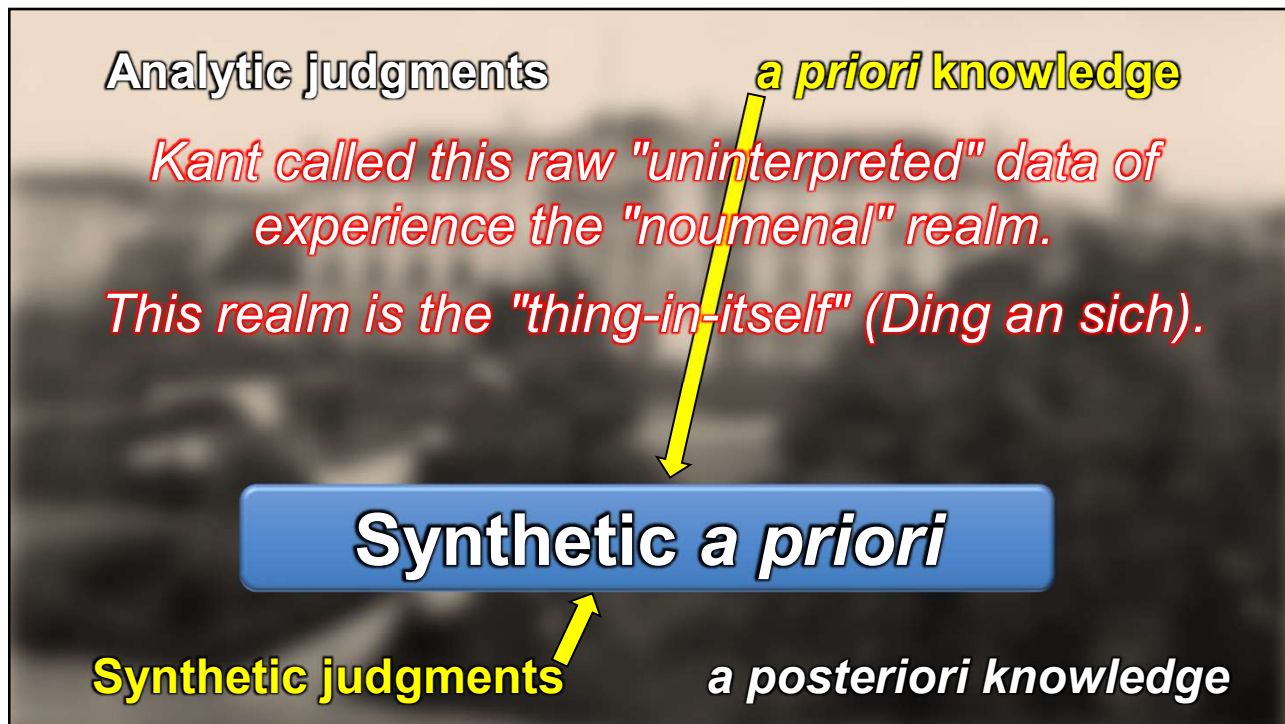 Analytic judgments
a priori knowledge
Kant called this raw "uninterpreted" data of
experience the "noumenal" realm.
This realm is the "thing-in-itself" (Ding an sich).
Synthetic a priori
Synthetic judgments
a posteriori knowledge